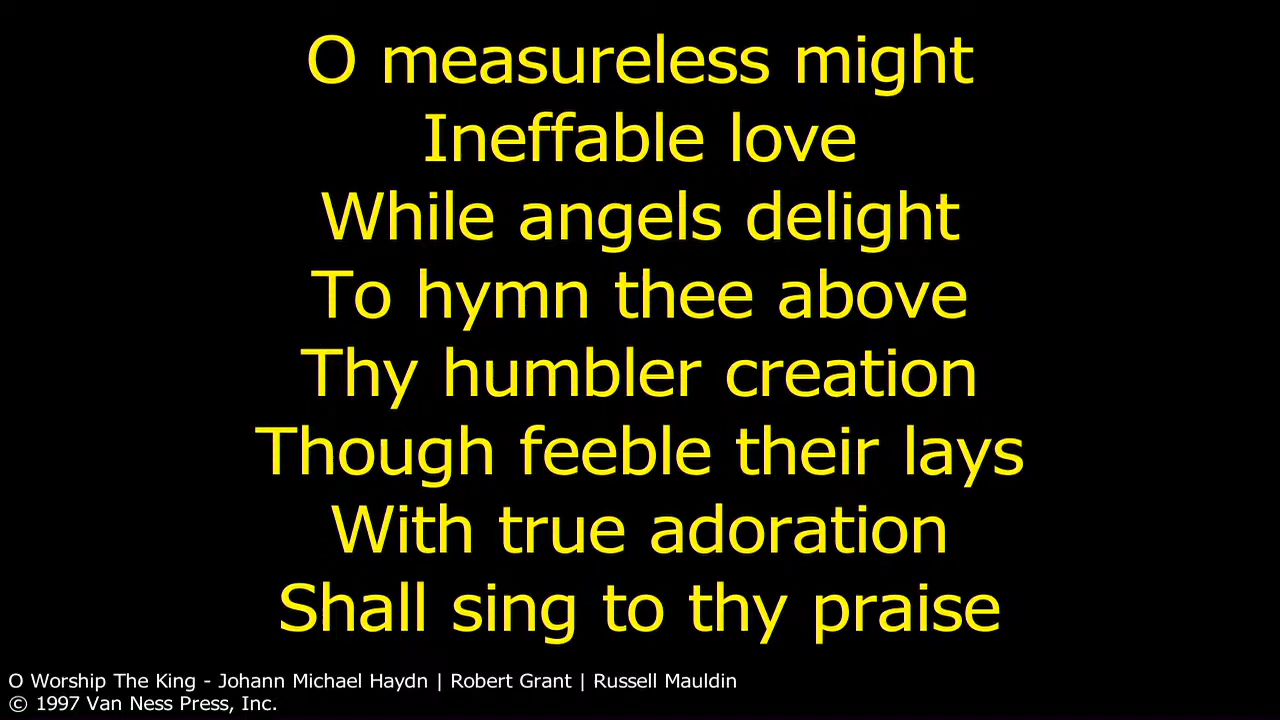 O measureless might
Ineffable love
While angels delight
To hymn thee above
Thy humbler creation
Though feeble their lays
With true adoration
Shall sing to thy praise
O Worship The King - Johann Michael Haydn | Robert Grant | Russell Mauldin
© 1997 Van Ness Press, Inc.